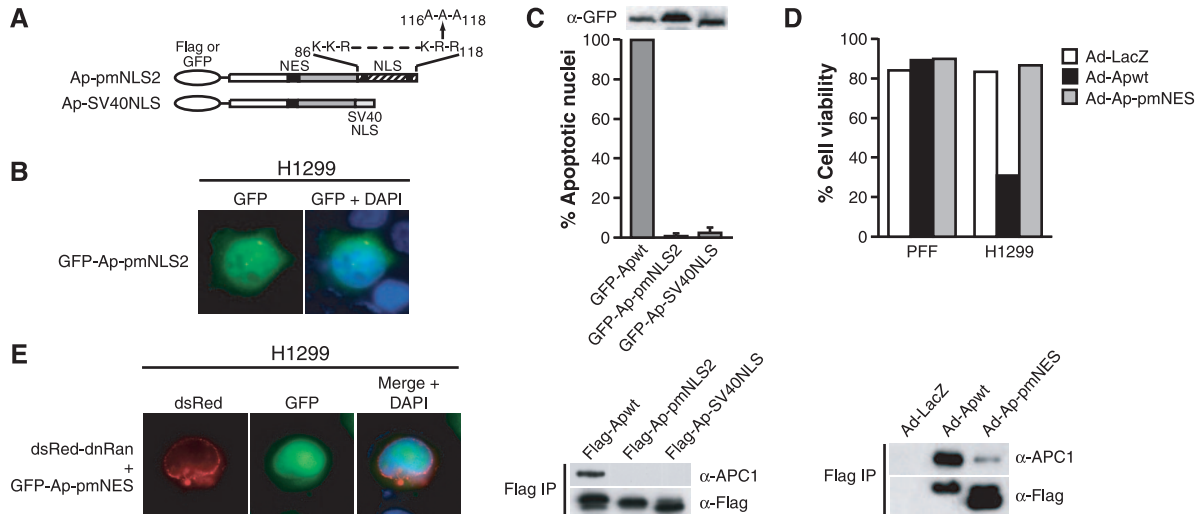 A
Flag or
GFP
NES
86
K-K-R
NLS
K-R-R
118
116
A-A-A
118
Ap-pmNLS2
Ap-SV40NLS
SV40
NLS
B
H1299
GFP
GFP + DAPI
GFP-Ap-pmNLS2
C
α-GFP
% Apoptotic nuclei
100
80
60
40
20
0
GFP-Apwt
GFP-Ap-pmNLS2
GFP-Ap-SV40NLS
Flag-Apwt
Flag-Ap-pmNLS2
Flag-Ap-SV40NLS
Flag IP
α-APC1
α-Flag
D
% Cell viability
100
80
60
40
20
0
PFF
H1299
Ad-LacZ
Ad-Apwt
Ad-Ap-pmNES
Ad-LacZ
Ad-Apwt
Ad-Ap-pmNES
Flag IP
α-APC1
α-Flag
E
H1299
dsRed
GFP
Merge +
DAPI
dsRed-dnRan
+
GFP-Ap-pmNES